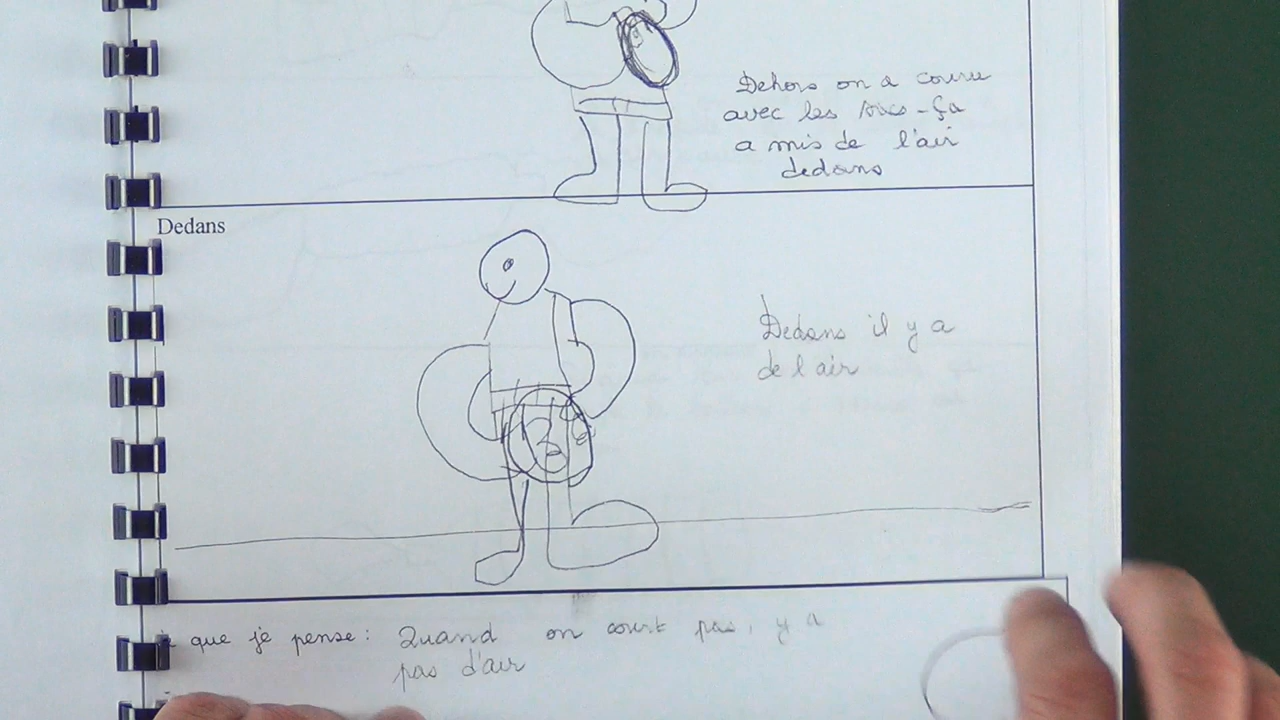 Dehors on a couru
avec les sacs - ça
a mis de l'air
dedans
Dedans
Dedans il y a
de l air
que je pense : Quand on court pas, y a
pas d'air